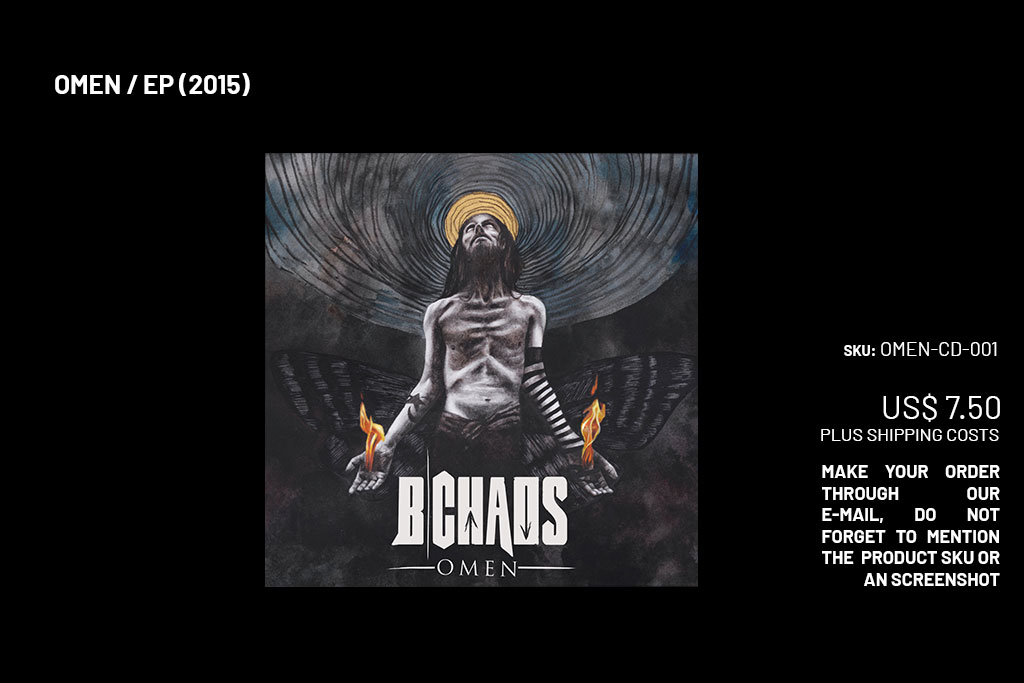 OMEN / EP (2015)
B CHAOS
OMEN
SKU: OMEN-CD-001
US$ 7.50
PLUS SHIPPING COSTS
MAKE YOUR ORDER
THROUGH OUR
E-MAIL, DO NOT
FORGET TO MENTION
THE PRODUCT SKU OR
AN SCREENSHOT